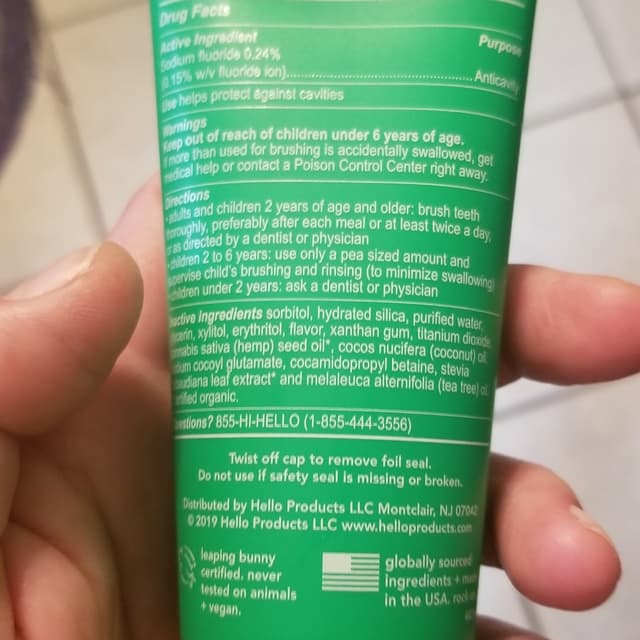 Drug Facts
Active Ingredient Purpose
Sodium fluoride 0.24%
(0.15% w/v fluoride ion)........................................ Anticavity
Use helps protect against cavities
Warnings
Keep out of reach of children under 6 years of age.
If more than used for brushing is accidentally swallowed, get
medical help or contact a Poison Control Center right away.
Directions
• adults and children 2 years of age and older: brush teeth
thoroughly, preferably after each meal or at least twice a day,
or as directed by a dentist or physician
• children 2 to 6 years: use only a pea sized amount and
supervise child's brushing and rinsing (to minimize swallowing)
• children under 2 years: ask a dentist or physician
inactive ingredients sorbitol, hydrated silica, purified water,
glycerin, xylitol, erythritol, flavor, xanthan gum, titanium dioxide,
cannabis sativa (hemp) seed oil*, cocos nucifera (coconut) oil,
sodium cocoyl glutamate, cocamidopropyl betaine, stevia
rebaudiana leaf extract* and melaleuca alternifolia (tea tree) oil.
certified organic.
Questions? 855-HI-HELLO (1-855-444-3556)
Twist off cap to remove foil seal.
Do not use if safety seal is missing or broken.
Distributed by Hello Products LLC Montclair, NJ 07042
© 2019 Hello Products LLC www.helloproducts.com
leaping bunny
certified. never
tested on animals
+ vegan.
globally sourced
ingredients + made
in the USA. rock on